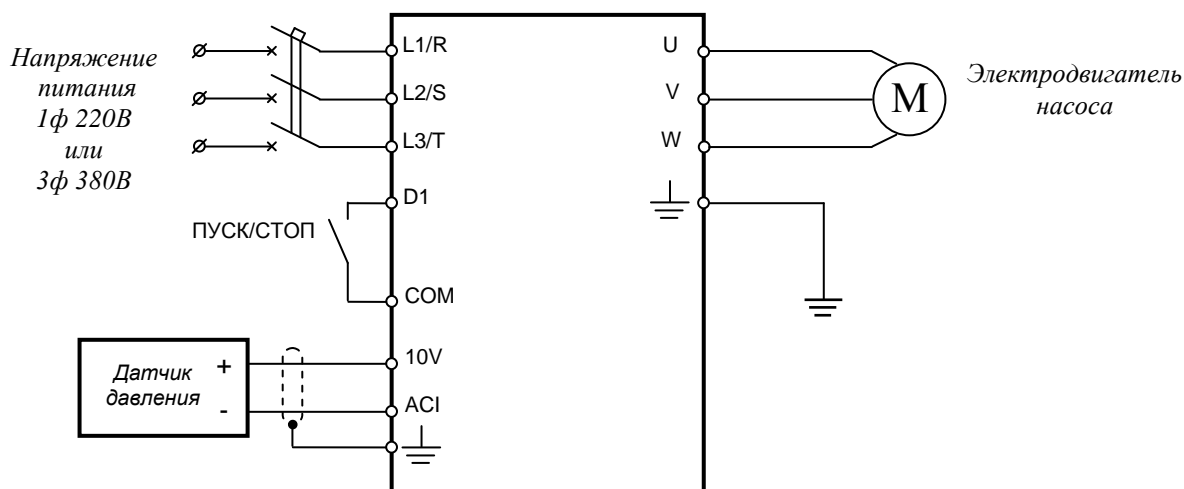 Напряжение
питания
1ф 220В
или
3ф 380В
L1/R
L2/S
L3/T
D1
ПУСК/СТОП
COM
10V
ACI
Датчик
давления
+
-
U
V
W
M
Электродвигатель
насоса